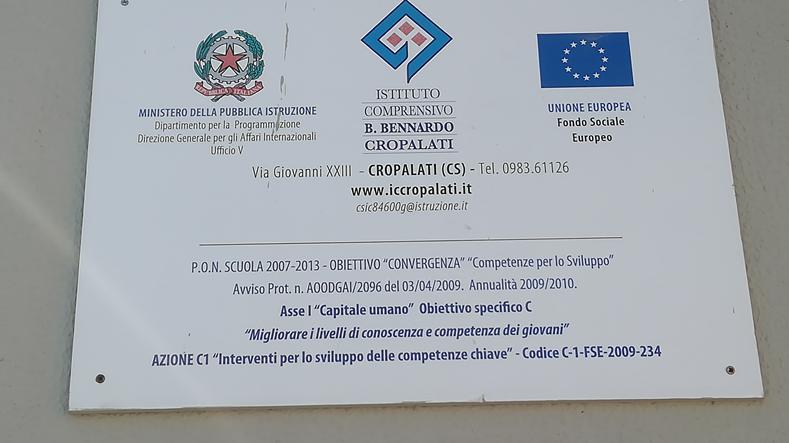 REPUBBLICA ITALIANA
MINISTERO DELLA PUBBLICA ISTRUZIONE
Dipartimento per la Programmazione
Direzione Generale per gli Affari Internazionali
Ufficio V
ISTITUTO
COMPRENSIVO
B. BENNARDO
CROPALATI
UNIONE EUROPEA
Fondo Sociale
Europeo
Via Giovanni XXIII - CROPALATI (CS) - Tel. 0983.61126
www.iccropalati.it
csic84600g@istruzione.it
P.O.N. SCUOLA 2007-2013 - OBIETTIVO "CONVERGENZA" "Competenze per lo Sviluppo"
Avviso Prot. n. AOODGAI/2096 del 03/04/2009. Annualità 2009/2010.
Asse I "Capitale umano" Obiettivo specifico C
"Migliorare i livelli di conoscenza e competenza dei giovani"
AZIONE C1 "Interventi per lo sviluppo delle competenze chiave" - Codice C-1-FSE-2009-234